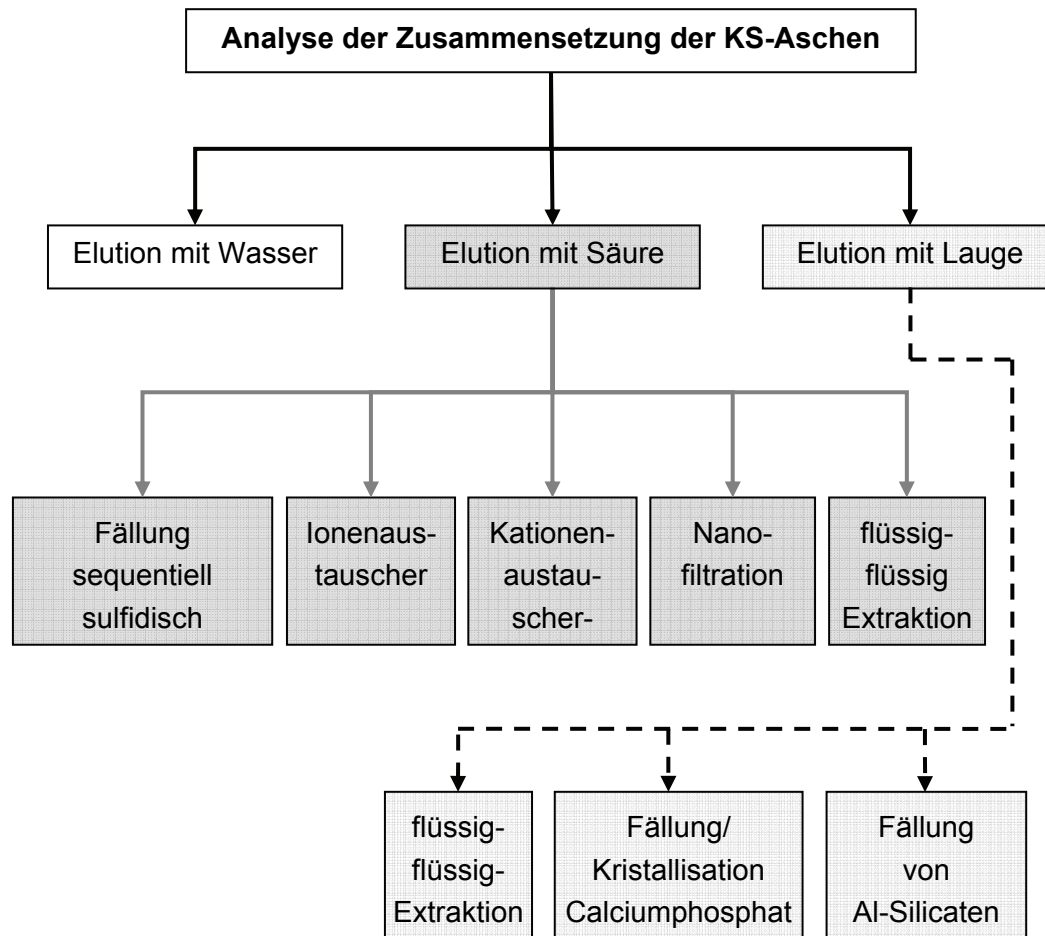 Analyse der Zusammensetzung der KS-Aschen
Elution mit Wasser
Elution mit Säure
Elution mit Lauge
Fällung
sequentiell
sulfidisch
Ionenaus-
tauscher
Kationen-
austau-
scher-
Nano-
filtration
flüssig-
flüssig
Extraktion
flüssig-
flüssig-
Extraktion
Fällung/
Kristallisation
Calciumphosphat
Fällung
von
Al-Silicaten